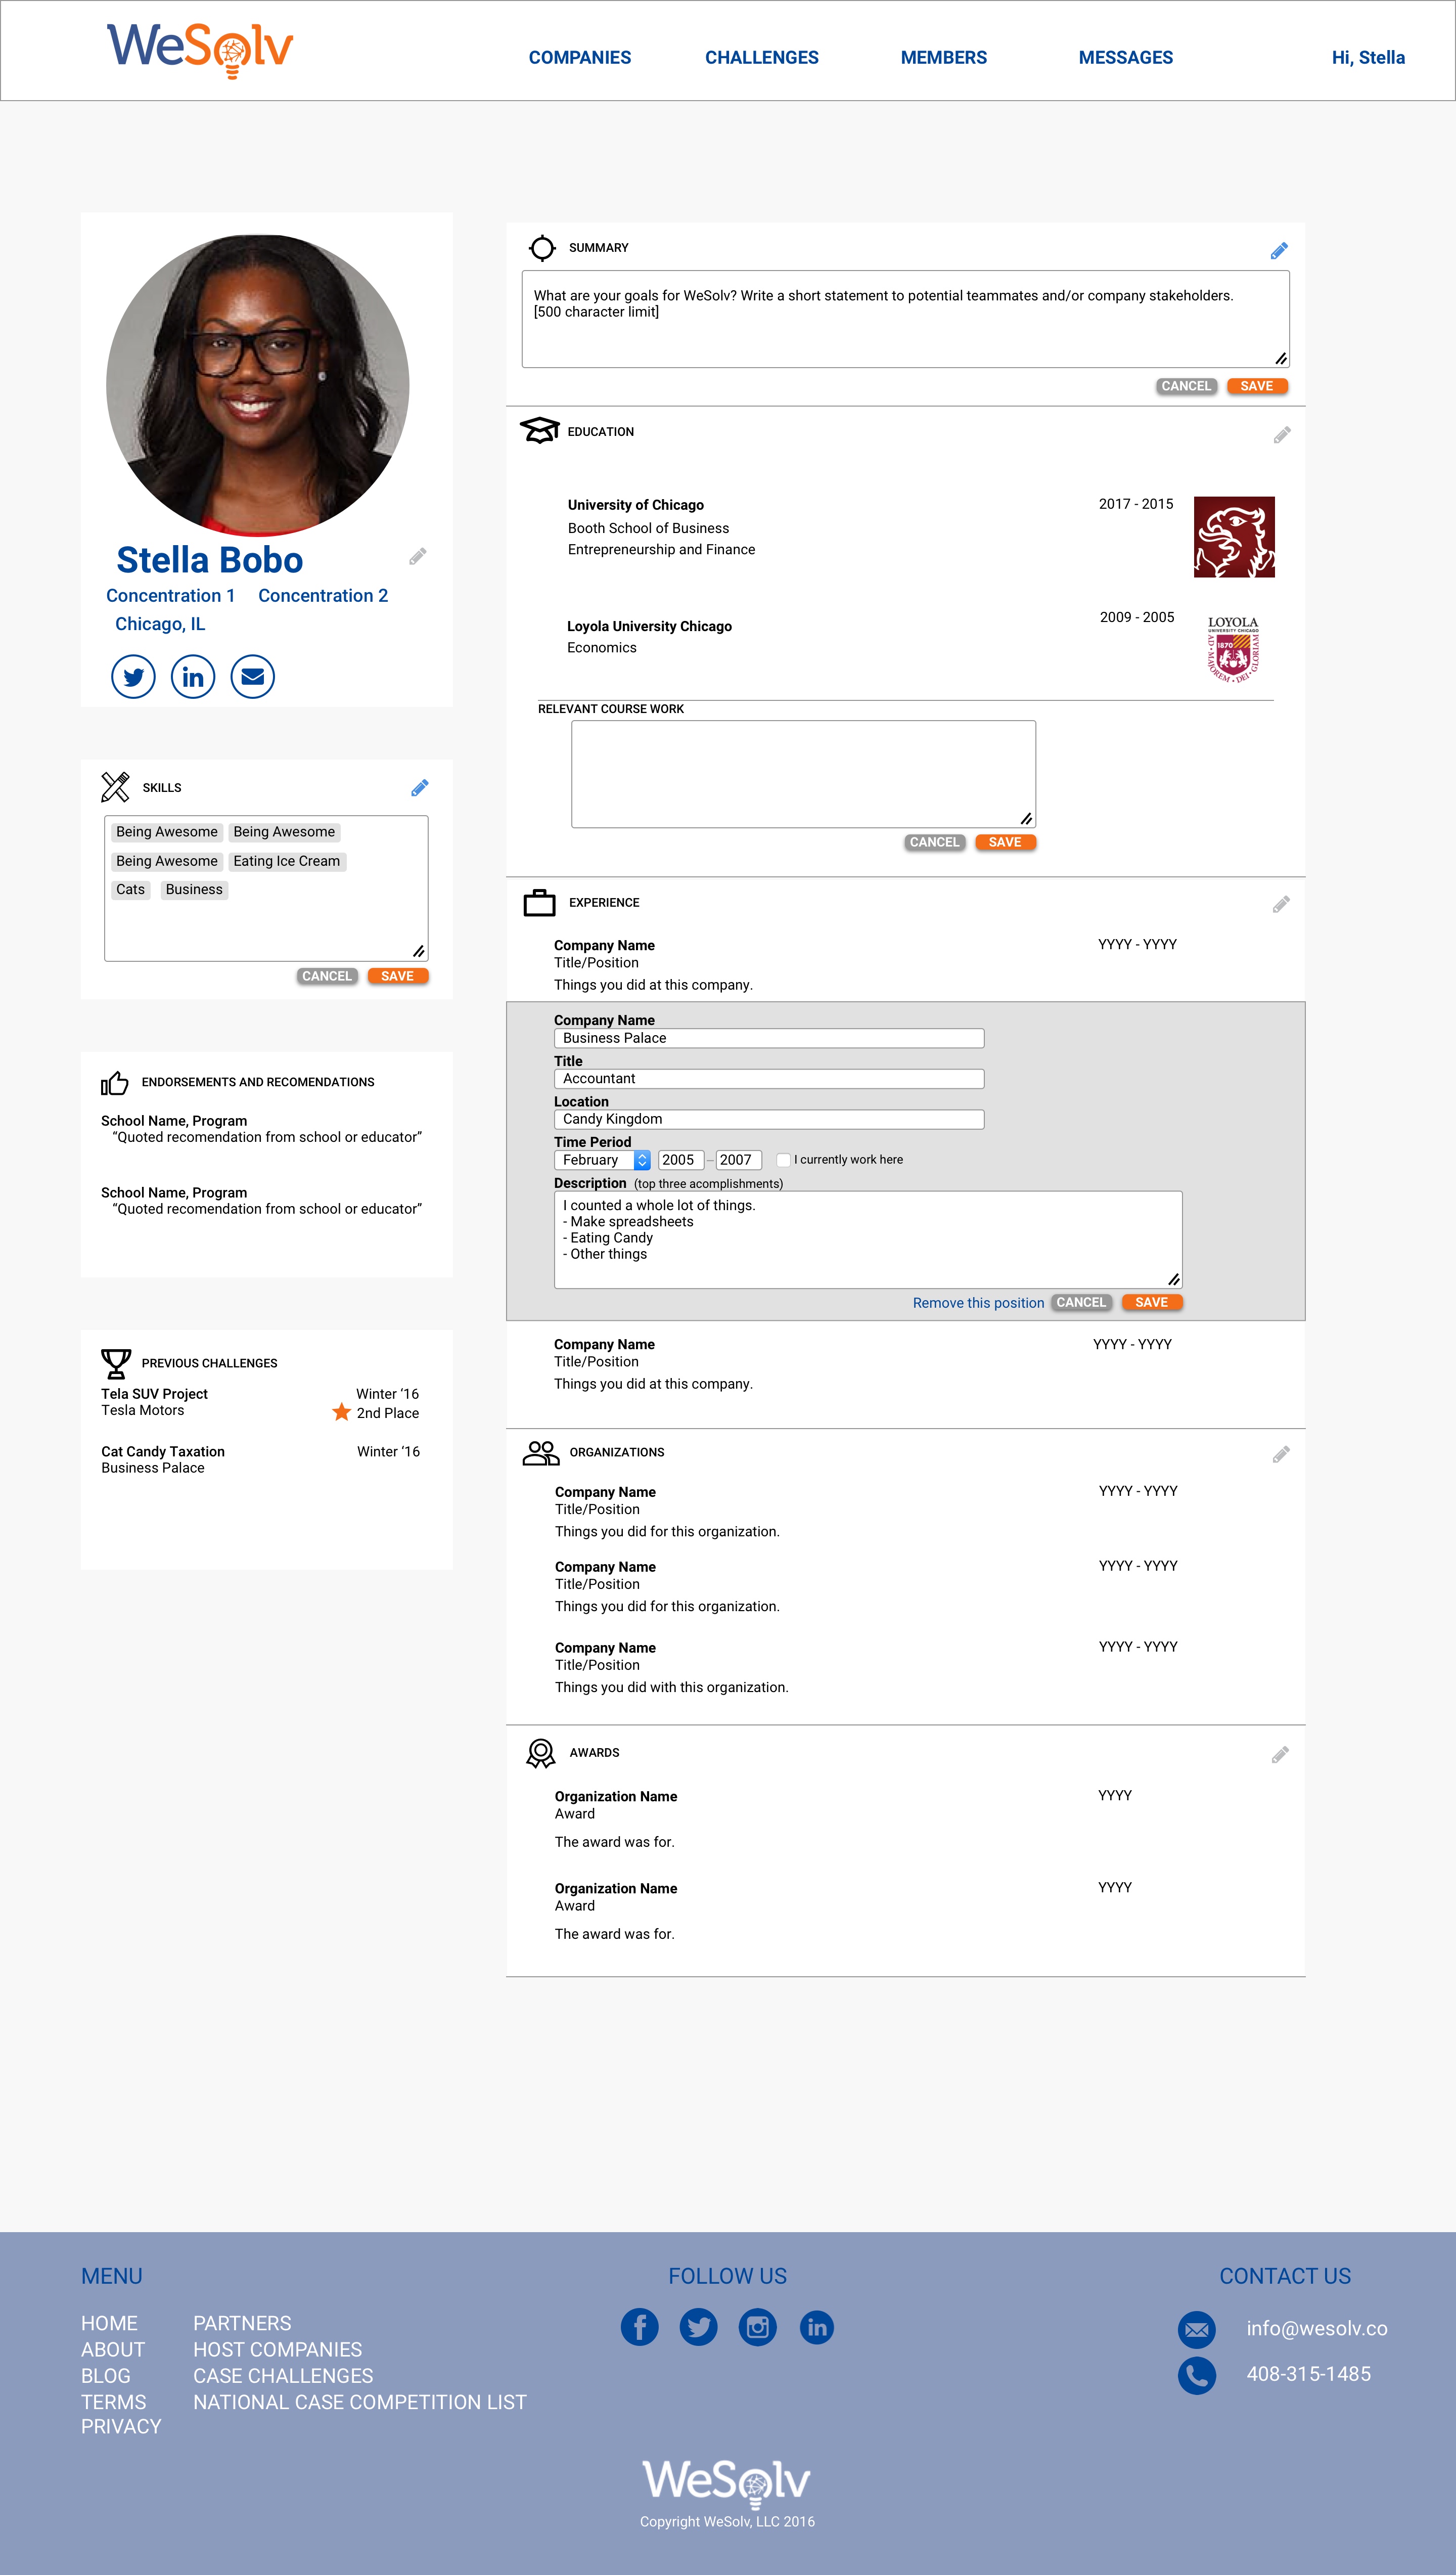 WeSolv
COMPANIES
CHALLENGES
MEMBERS
MESSAGES
Hi, Stella
Stella Bobo
Concentration 1 Concentration 2
Chicago, IL
SKILLS
Being Awesome Being Awesome
Being Awesome Eating Ice Cream
Cats Business
CANCEL SAVE
ENDORSEMENTS AND RECOMENDATIONS
School Name, Program
“Quoted recomendation from school or educator”
School Name, Program
“Quoted recomendation from school or educator”
PREVIOUS CHALLENGES
Tela SUV Project Winter ‘16
Tesla Motors 2nd Place
Cat Candy Taxation Winter ‘16
Business Palace
SUMMARY
What are your goals for WeSolv? Write a short statement to potential teammates and/or company stakeholders.
[500 character limit]
CANCEL SAVE
EDUCATION
University of Chicago 2017 - 2015
Booth School of Business
Entrepreneurship and Finance
Loyola University Chicago 2009 - 2005
Economics
LOYOLA
UNIVERSITY CHICAGO
1870
AD • MAJOREM • DEI • GLORIAM
RELEVANT COURSE WORK
CANCEL SAVE
EXPERIENCE
Company Name YYYY - YYYY
Title/Position
Things you did at this company.
Company Name
Business Palace
Title
Accountant
Location
Candy Kingdom
Time Period
February 2005 – 2007 I currently work here
Description (top three acomplishments)
I counted a whole lot of things.
- Make spreadsheets
- Eating Candy
- Other things
Remove this position CANCEL SAVE
Company Name YYYY - YYYY
Title/Position
Things you did at this company.
ORGANIZATIONS
Company Name YYYY - YYYY
Title/Position
Things you did for this organization.
Company Name YYYY - YYYY
Title/Position
Things you did for this organization.
Company Name YYYY - YYYY
Title/Position
Things you did with this organization.
AWARDS
Organization Name YYYY
Award
The award was for.
Organization Name YYYY
Award
The award was for.
MENU
HOME PARTNERS
ABOUT HOST COMPANIES
BLOG CASE CHALLENGES
TERMS NATIONAL CASE COMPETITION LIST
PRIVACY
FOLLOW US
CONTACT US
info@wesolv.co
408-315-1485
WeSolv
Copyright WeSolv, LLC 2016